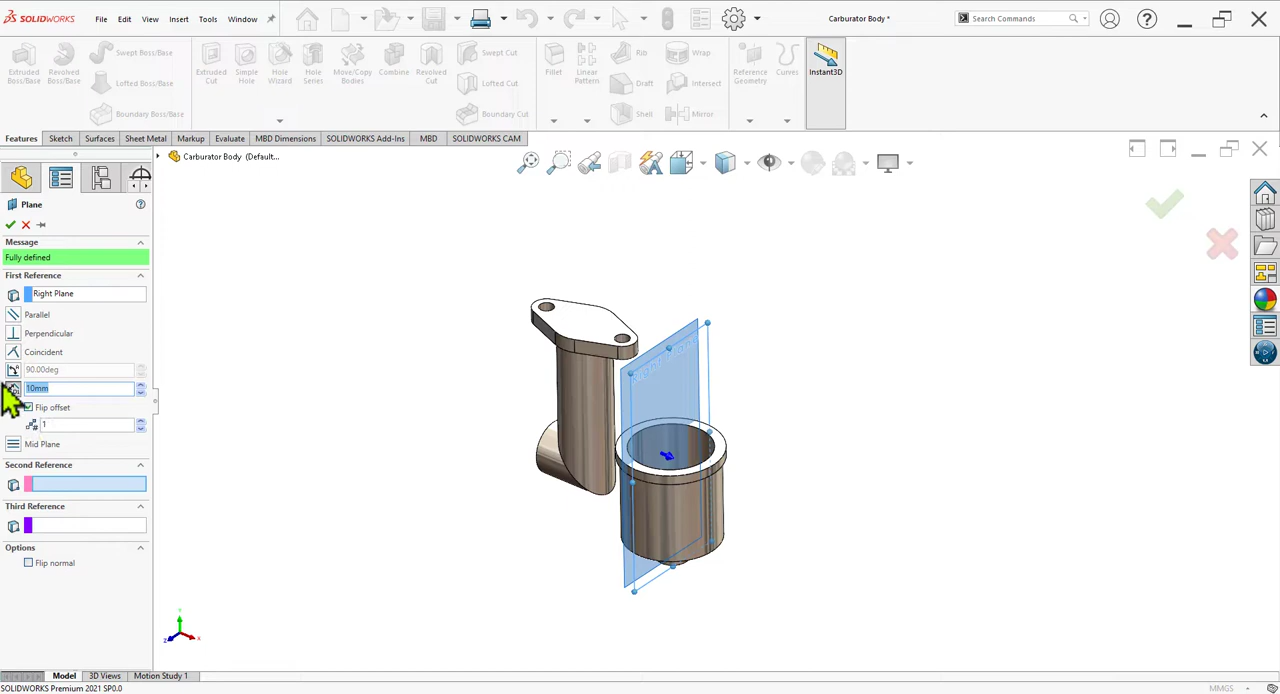 SOLIDWORKS File Edit View Insert Tools Window Carburator Body * Search Commands
Extruded Boss/Base
Revolved Boss/Base
Swept Boss/Base
Lofted Boss/Base
Boundary Boss/Base
Extruded Cut
Simple Hole
Hole Wizard
Hole Series
Move/Copy Bodies
Combine
Revolved Cut
Swept Cut
Lofted Cut
Boundary Cut
Fillet
Linear Pattern
Rib
Draft
Shell
Wrap
Intersect
Mirror
Reference Geometry
Curves
Instant3D
Features Sketch Surfaces Sheet Metal Markup Evaluate MBD Dimensions SOLIDWORKS Add-Ins MBD SOLIDWORKS CAM
Carburator Body (Default...
Plane
Message
Fully defined
First Reference
Right Plane
Parallel
Perpendicular
Coincident
90.00deg
10mm
Flip offset
1
Mid Plane
Second Reference
Third Reference
Options
Flip normal
Right Plane
Y
Z
X
Model 3D Views Motion Study 1
SOLIDWORKS Premium 2021 SP0.0 MMGS